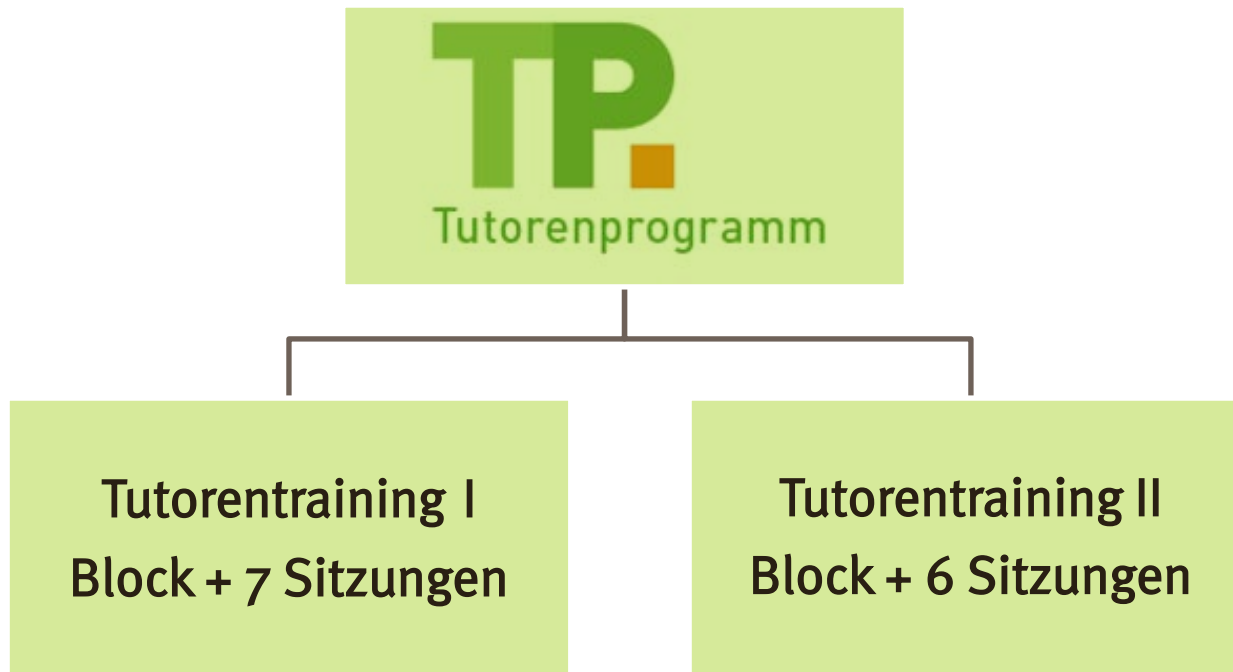 TP.
Tutorenprogramm
Tutorentraining I
Block + 7 Sitzungen
Tutorentraining II
Block + 6 Sitzungen